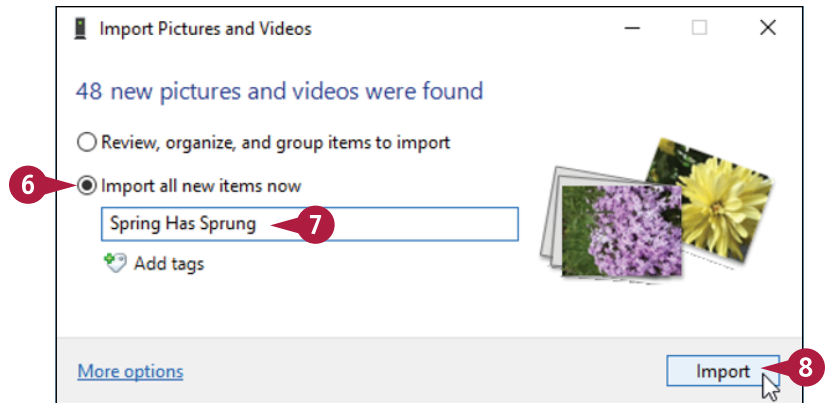 Import Pictures and Videos
48 new pictures and videos were found
Review, organize, and group items to import
6
Import all new items now
Spring Has Sprung
7
Add tags
More options
Import
8